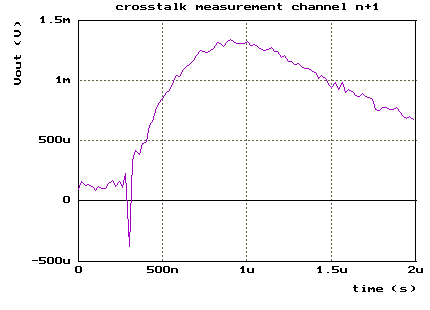 crosstalk measurement channel n+1
Vout (V)
1.5m
1m
500u
0
-500u
0 500n 1u 1.5u 2u
time (s)